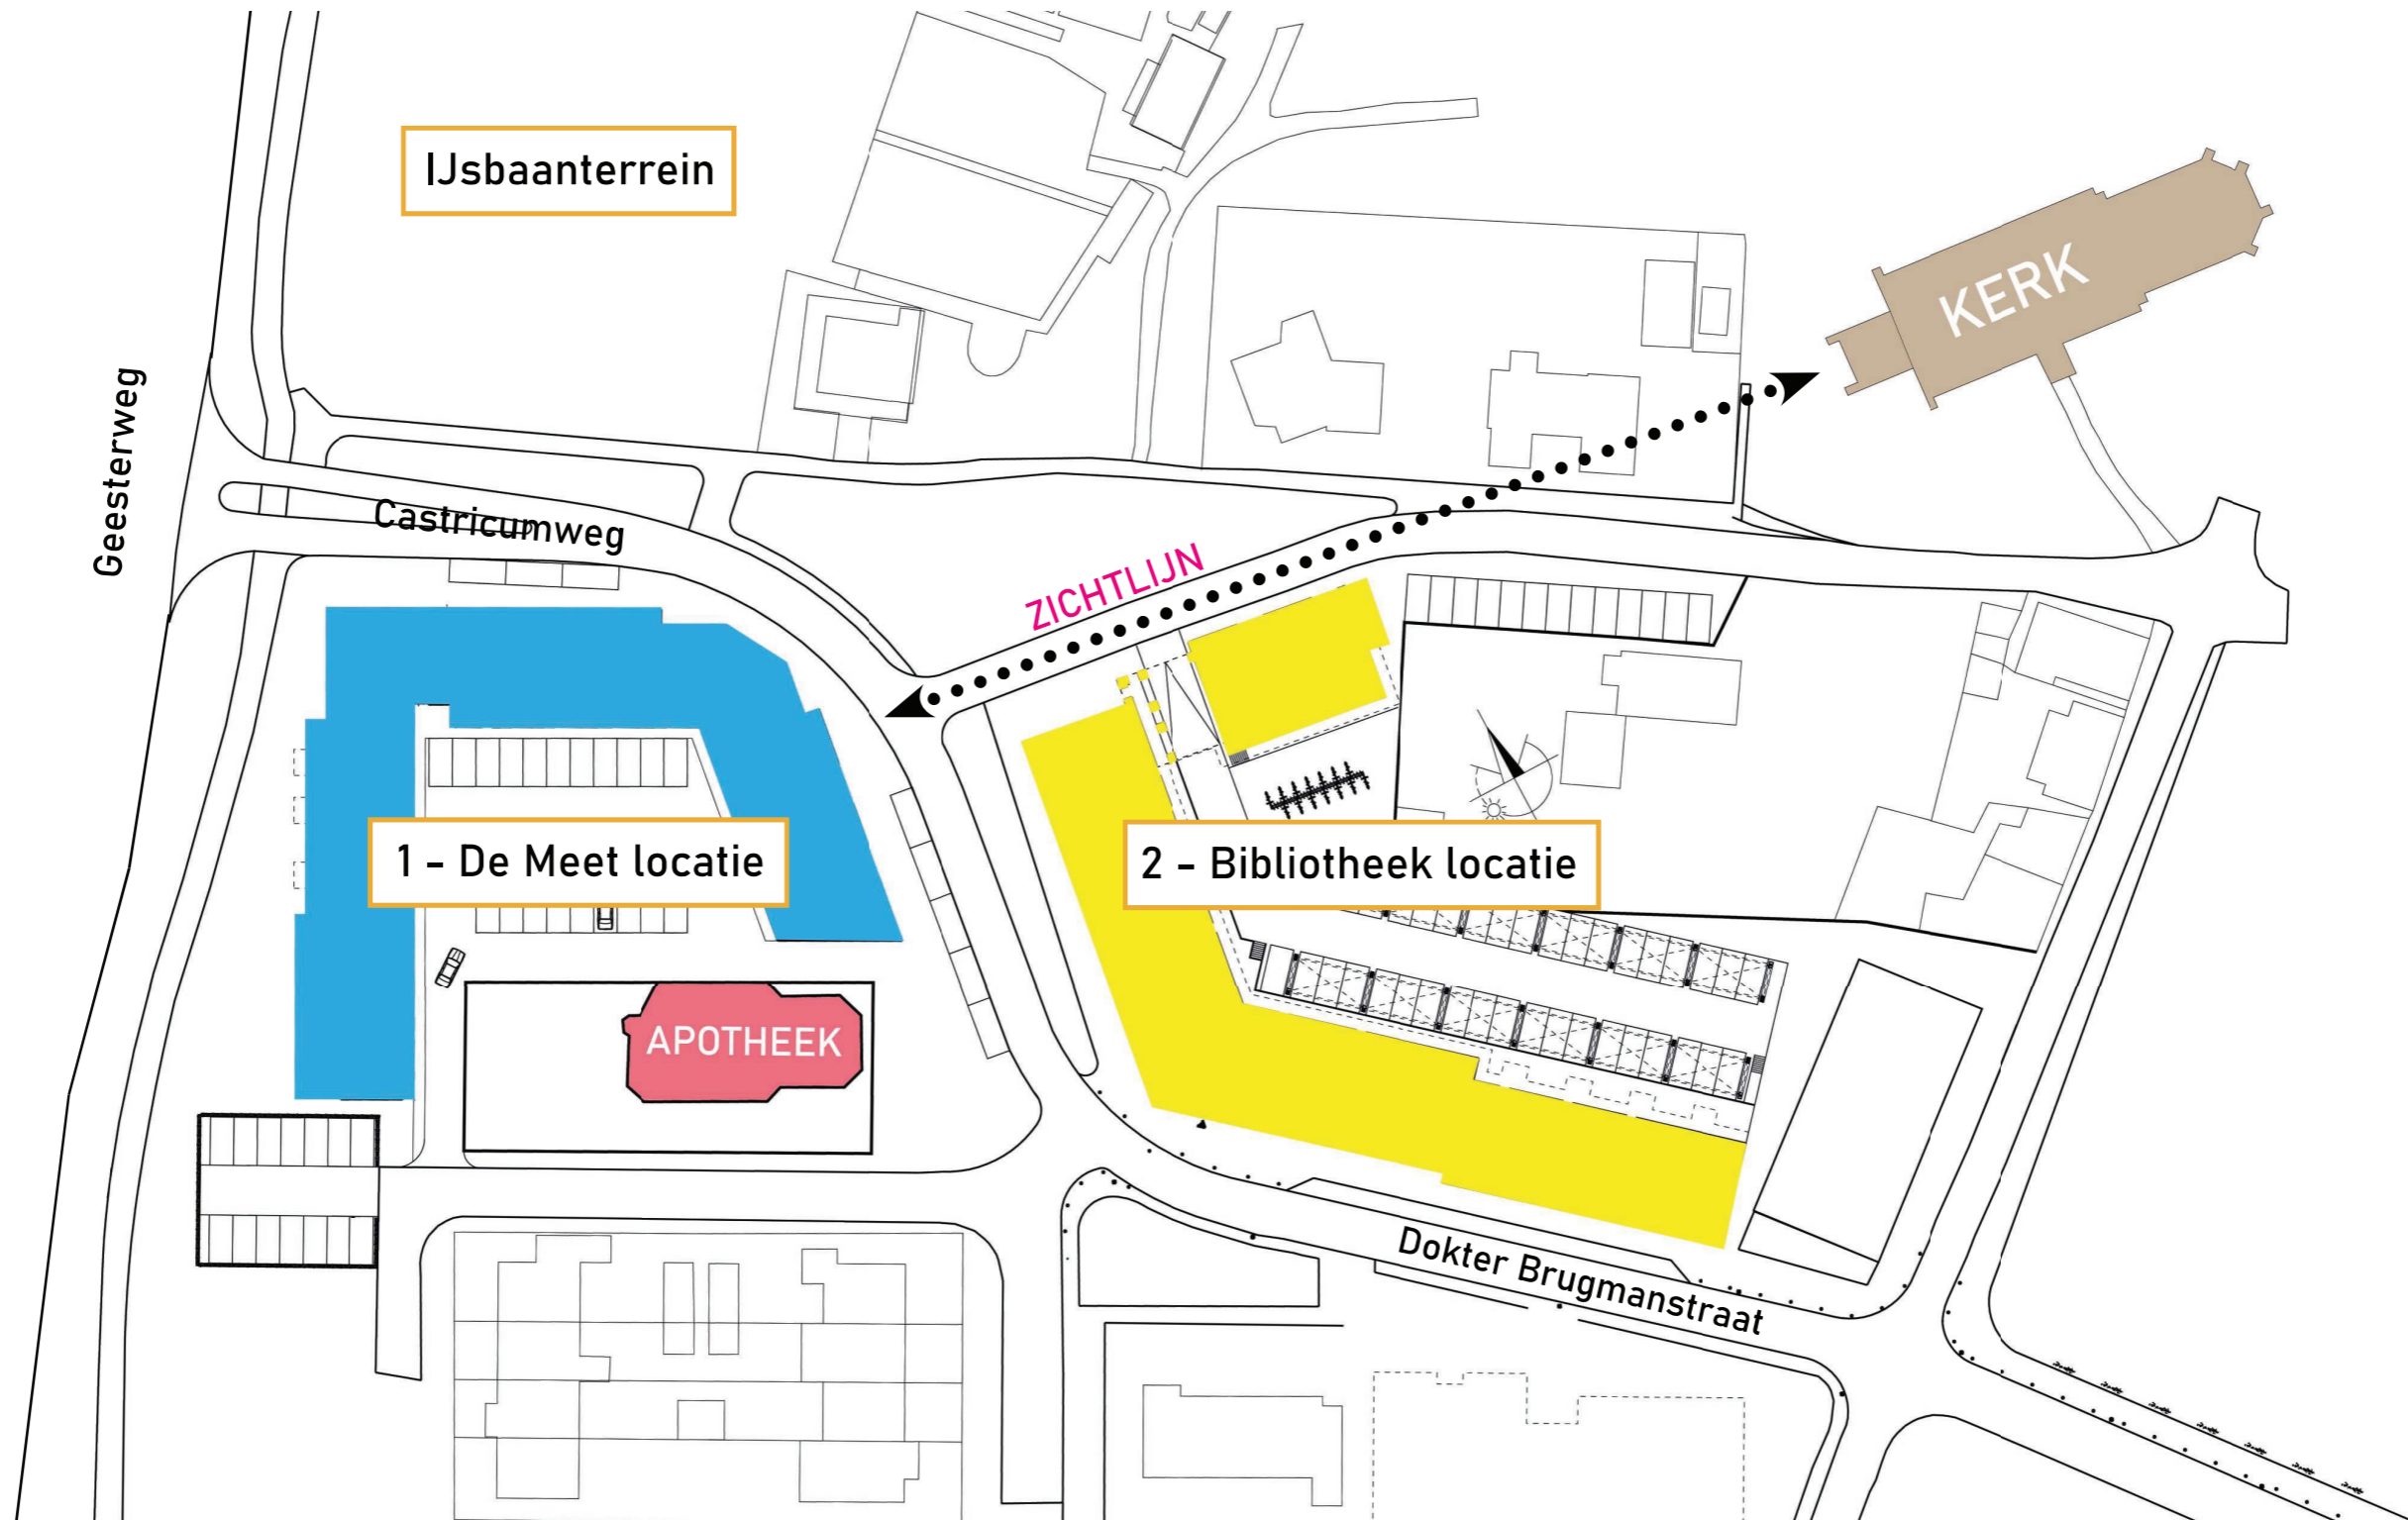 IJsbaanterrein
KERK
Geesterweg
Castricumweg
ZICHTLIJN
1 - De Meet locatie
2 - Bibliotheek locatie
APOTHEEK
Dokter Brugmanstraat